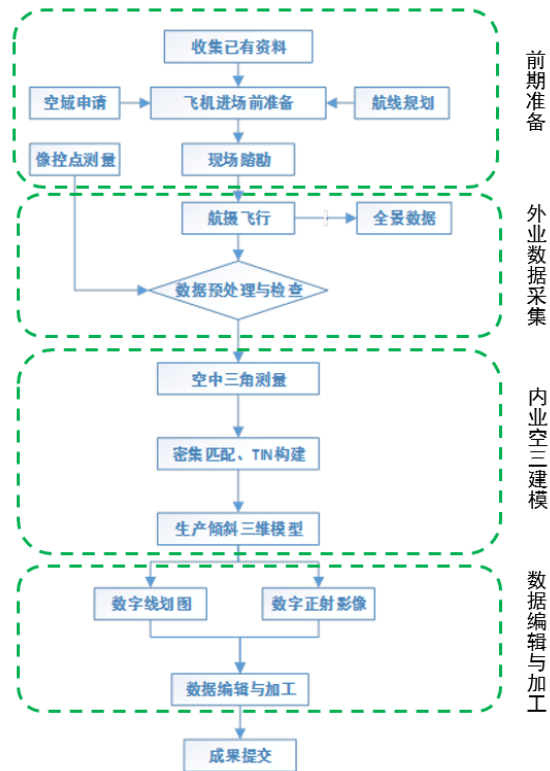 收集已有资料
空域申请
飞机进场前准备
航线规划
像控点测量
现场踏勘
前期准备
航摄飞行
全景数据
数据预处理与检查
外业数据采集
空中三角测量
密集匹配、TIN构建
生产倾斜三维模型
内业空三建模
数字线划图
数字正射影像
数据编辑与加工
数据编辑与加工
成果提交